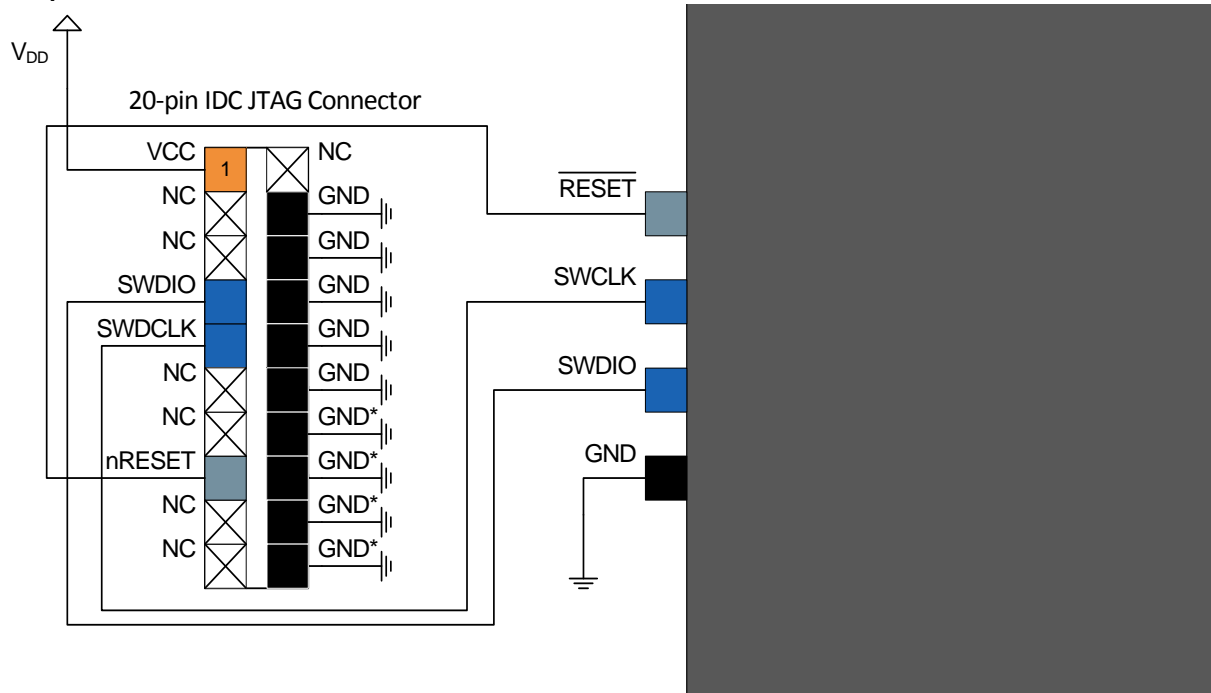 V_DD
20-pin IDC JTAG Connector
VCC
1
NC
NC
GND
NC
GND
SWDIO
GND
SWDCLK
GND
NC
GND
NC
GND*
nRESET
GND*
NC
GND*
NC
GND*
RESET
SWCLK
SWDIO
GND